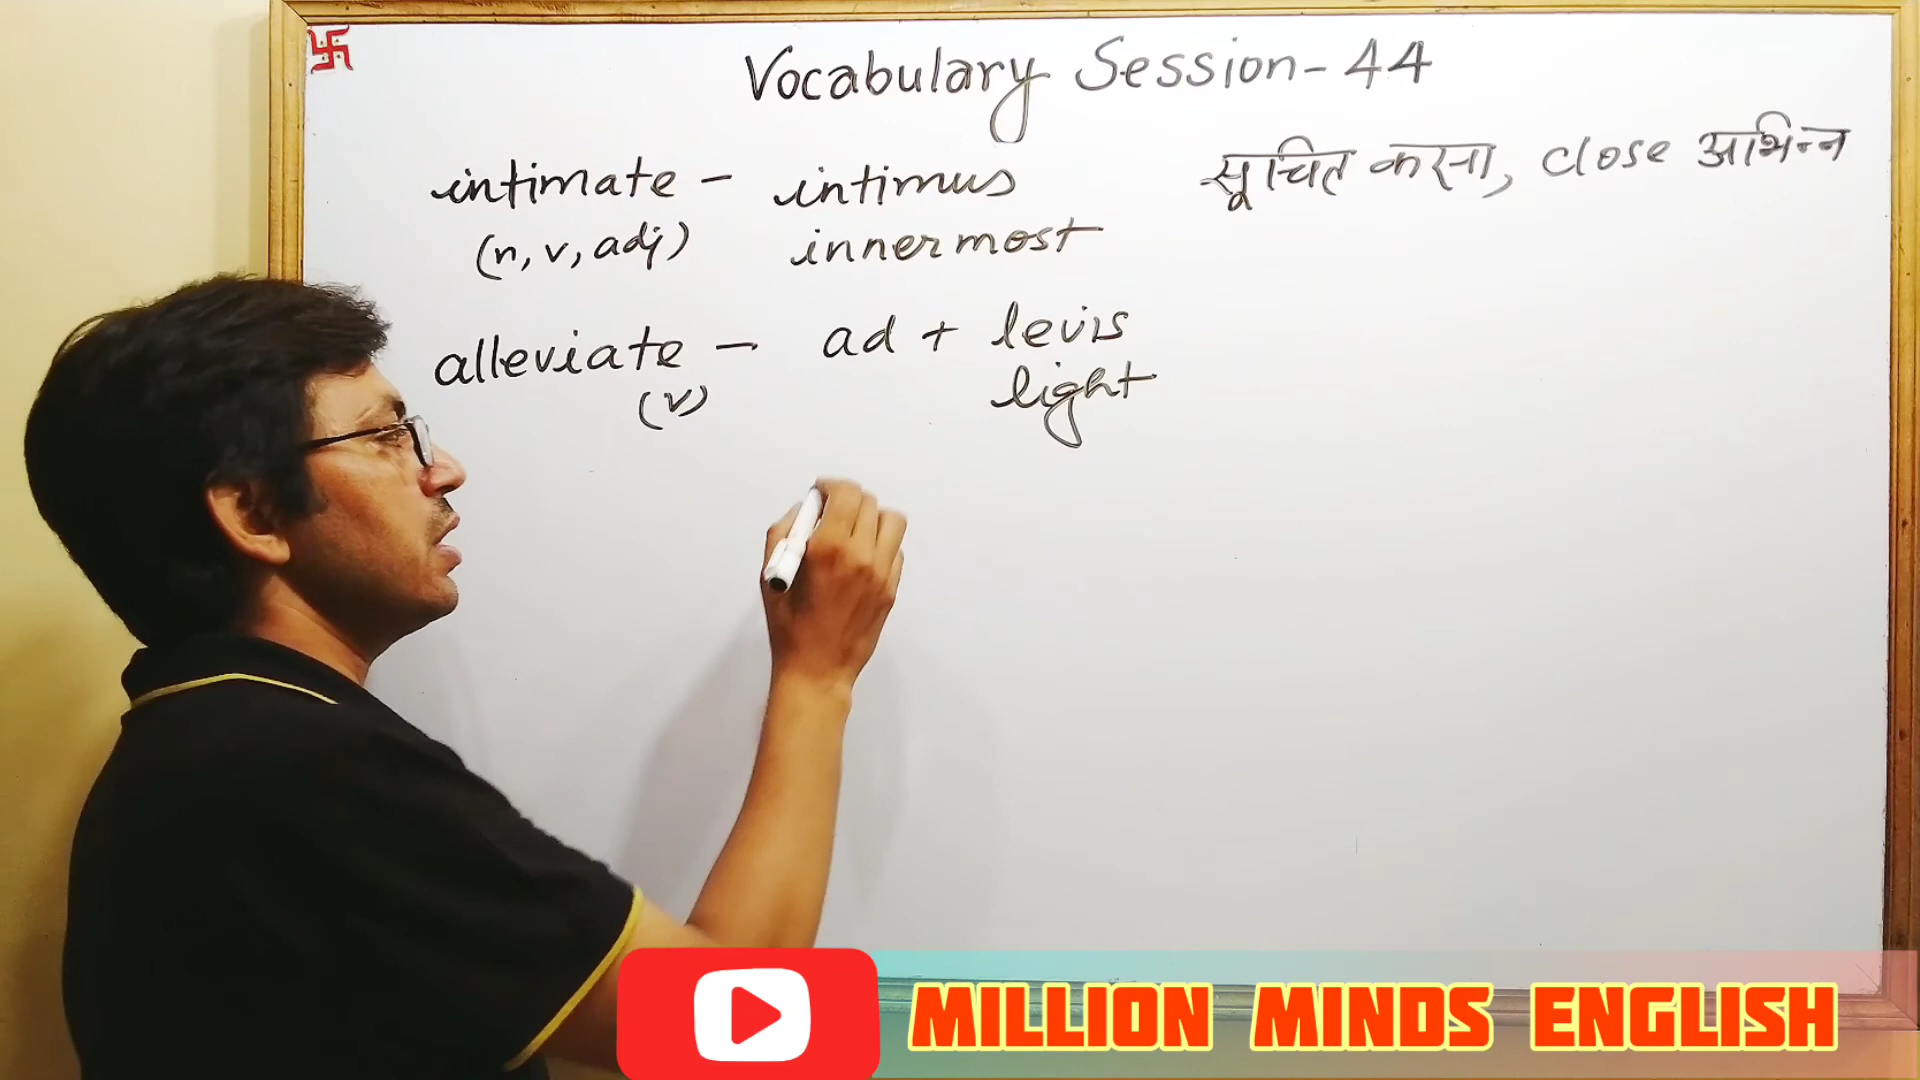 Vocabulary Session - 44
intimate - intimus सूचित करना, close अभिन्न
(n, v, adj) innermost
alleviate - ad + levis
(v) light
MILLION MINDS ENGLISH